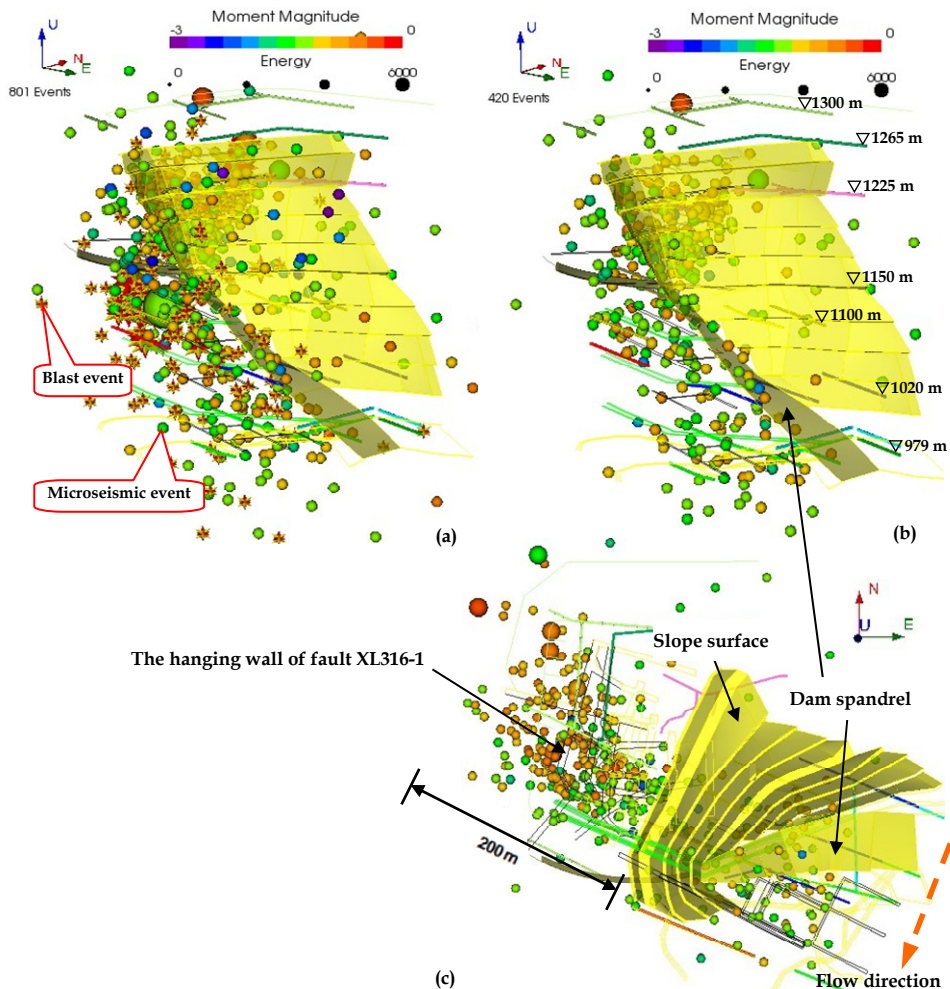 Moment Magnitude
-3
0
Energy
0
6000
U
N
E
801 Events
Blast event
Microseismic event
(a)
Moment Magnitude
-3
0
Energy
0
6000
U
N
E
420 Events
▽1300 m
▽1265 m
▽1225 m
▽1150 m
▽1100 m
▽1020 m
▽979 m
(b)
N
U
E
Slope surface
The hanging wall of fault XL316-1
Dam spandrel
200 m
Flow direction
(c)